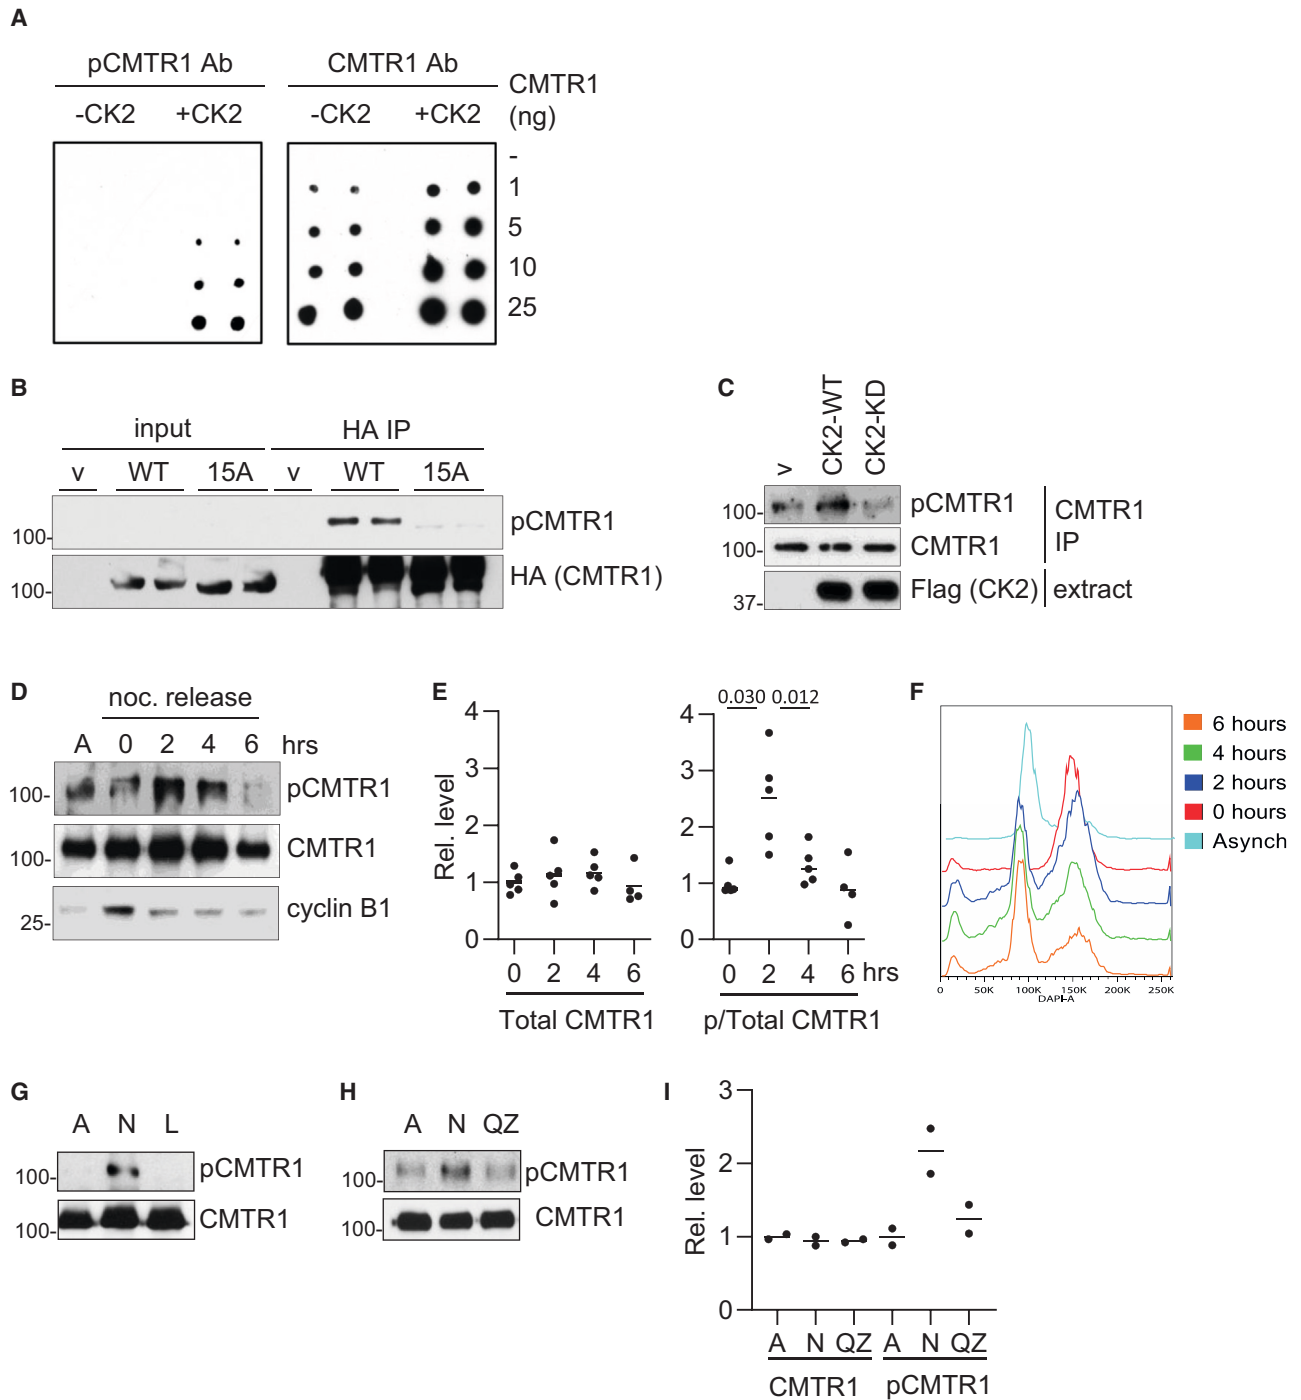 A
pCMTR1 Ab CMTR1 Ab CMTR1
-CK2 +CK2 -CK2 +CK2 (ng)
-
1
5
10
25
B
input HA IP
v WT 15A v WT 15A
100- pCMTR1
100- HA (CMTR1)
C
v CK2-WT CK2-KD
100- pCMTR1 CMTR1
100- CMTR1 IP
37- Flag (CK2) extract
D
noc. release
A 0 2 4 6 hrs
100- pCMTR1
100- CMTR1
25- cyclin B1
E
Rel. level
4
3
2
1
0
0 2 4 6
Total CMTR1
0.030 0.012
4
3
2
1
0
0 2 4 6 hrs
p/Total CMTR1
F
6 hours
4 hours
2 hours
0 hours
Asynch
0 50K 100K 150K 200K 250K
DAPI-A
G
A N L
100- pCMTR1
100- CMTR1
H
A N QZ
100- pCMTR1
100- CMTR1
I
Rel. level
3
2
1
0
A N QZ A N QZ
CMTR1 pCMTR1